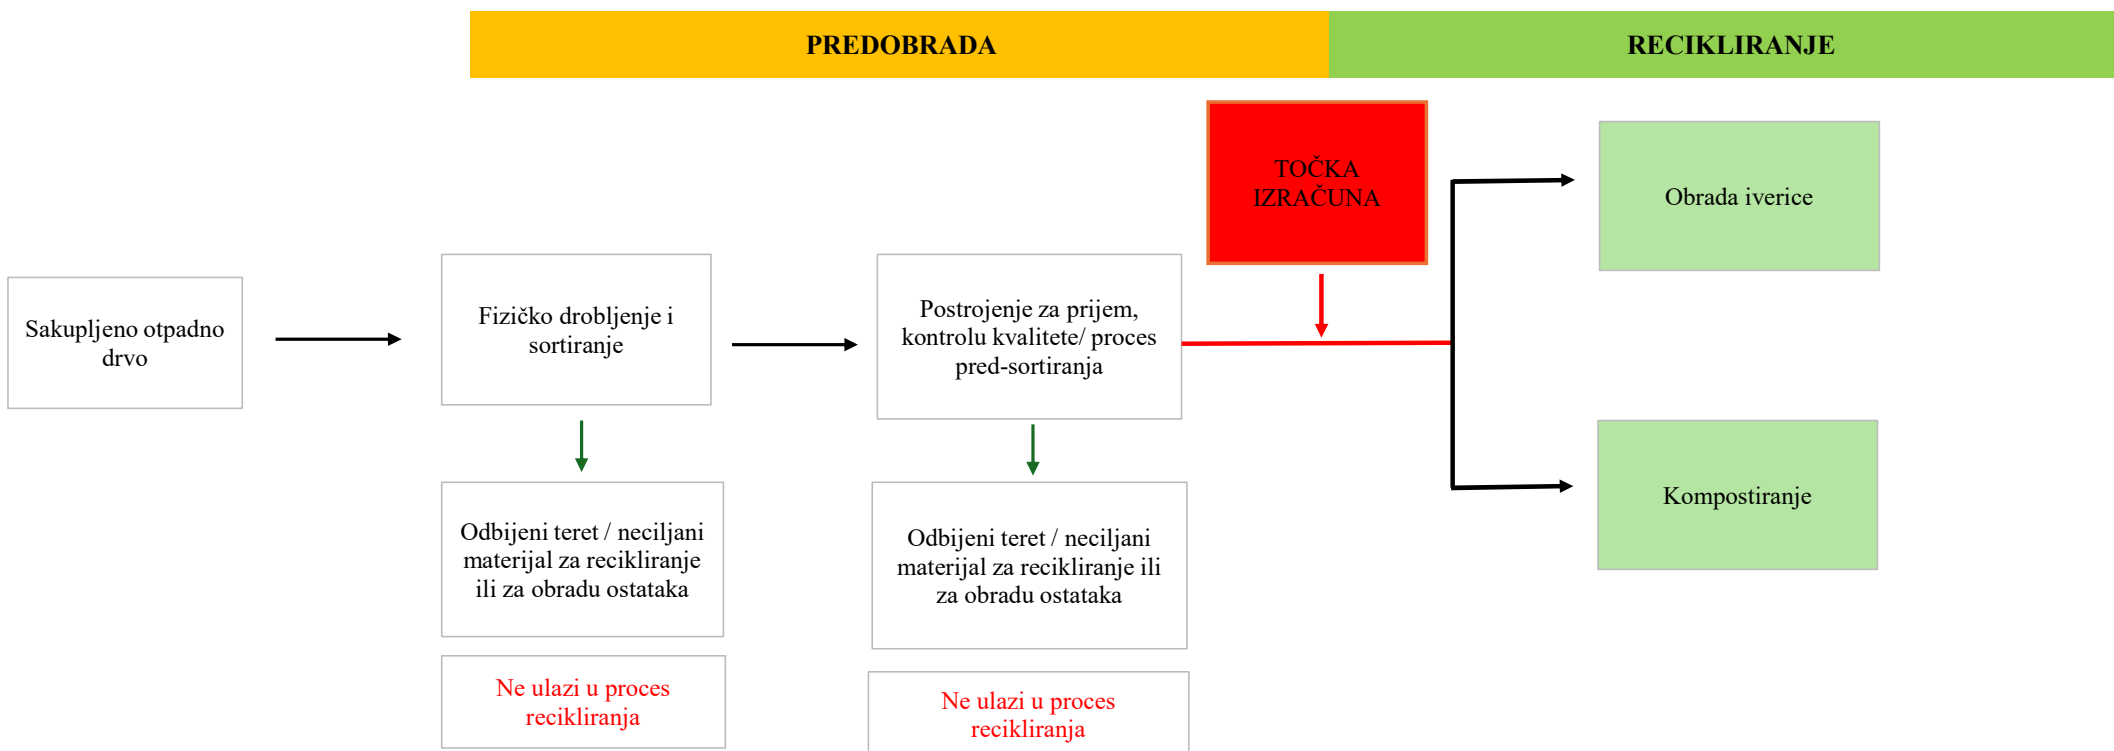 PREDOBRADA
RECIKLIRANJE
TOČKA
IZRAČUNA
Obrada iverice
Sakupljeno otpadno
drvo
Fizičko drobljenje i
sortiranje
Postrojenje za prijem,
kontrolu kvalitete/ proces
pred-sortiranja
Kompostiranje
Odbijeni teret / neciljani
materijal za recikliranje
ili za obradu ostataka
Odbijeni teret / neciljani
materijal za recikliranje ili
za obradu ostataka
Ne ulazi u proces
recikliranja
Ne ulazi u proces
recikliranja